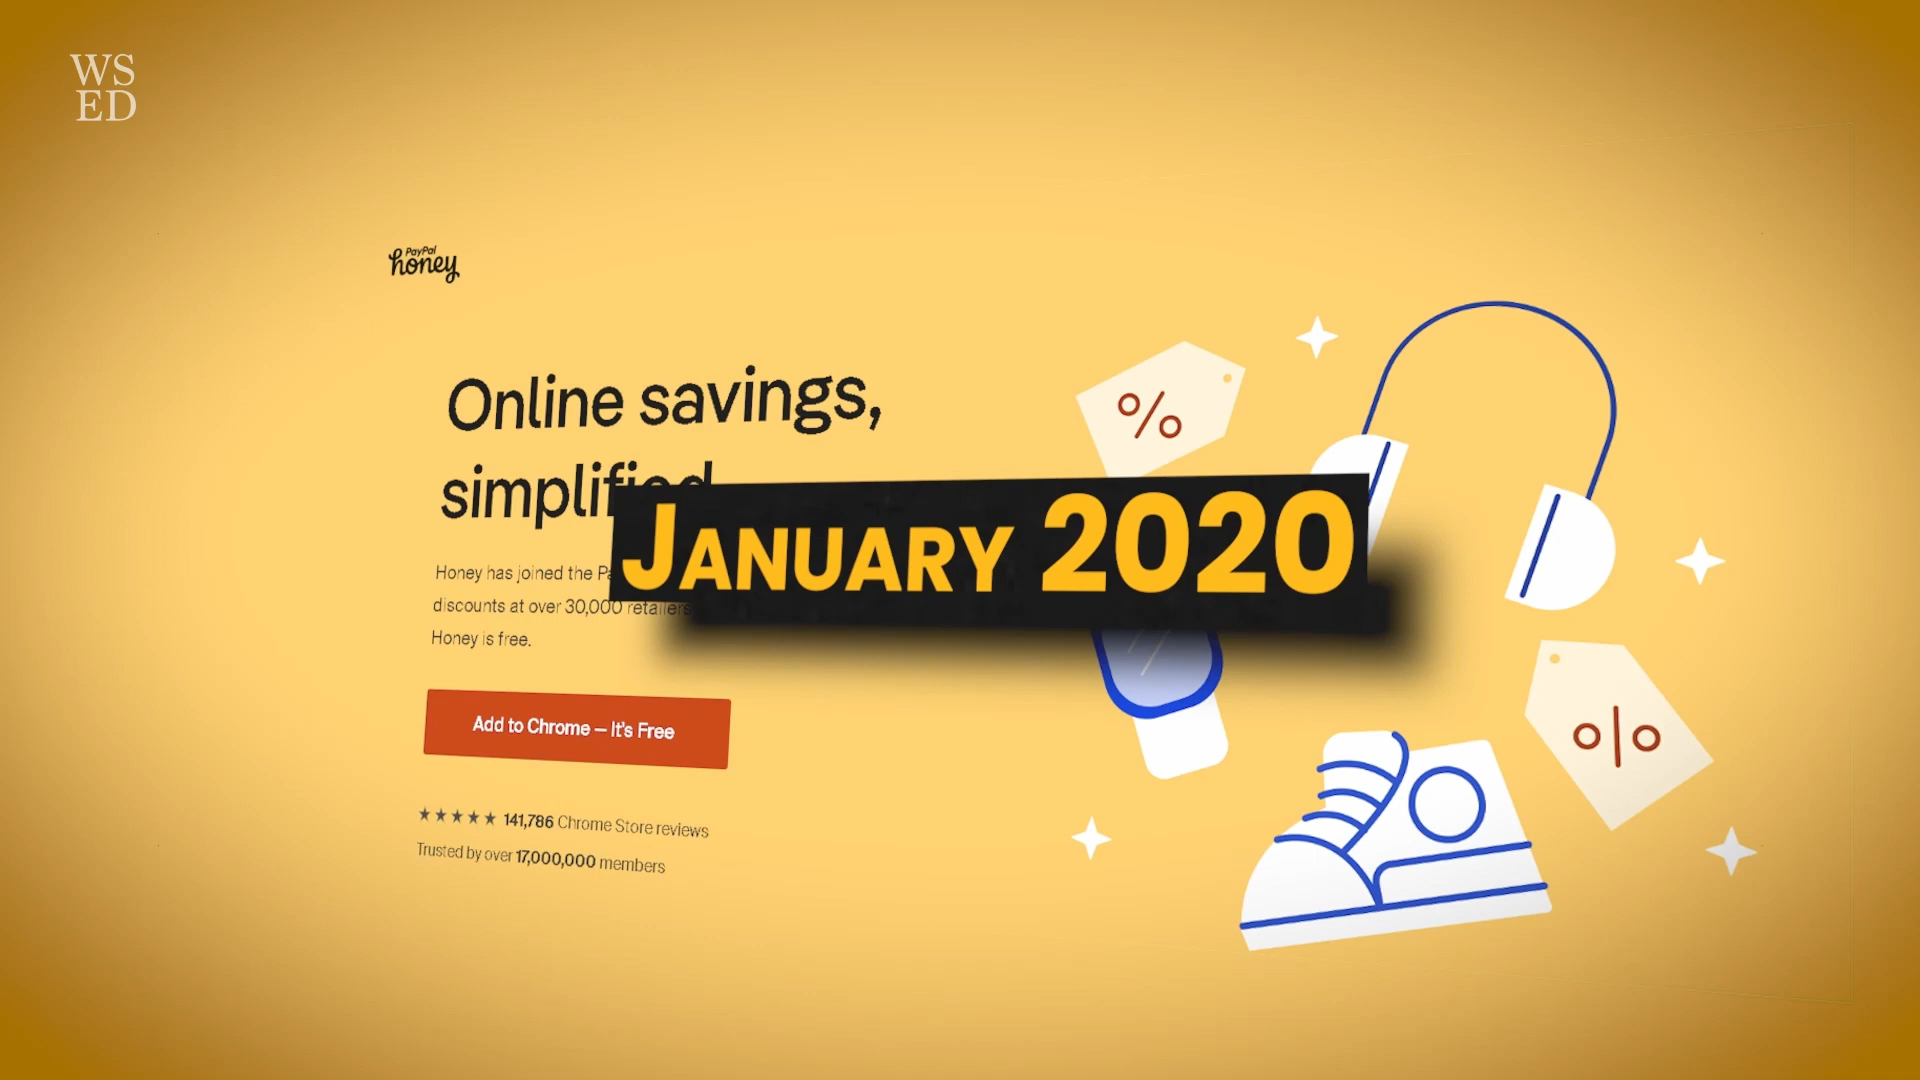 WS
ED
PayPal
honey
Online savings,
simplified
JANUARY 2020
Honey has joined the
discounts at over 30,000 retailers
Honey is free.
Add to Chrome – It's Free
★★★★★ 141,786 Chrome Store reviews
Trusted by over 17,000,000 members
%
%